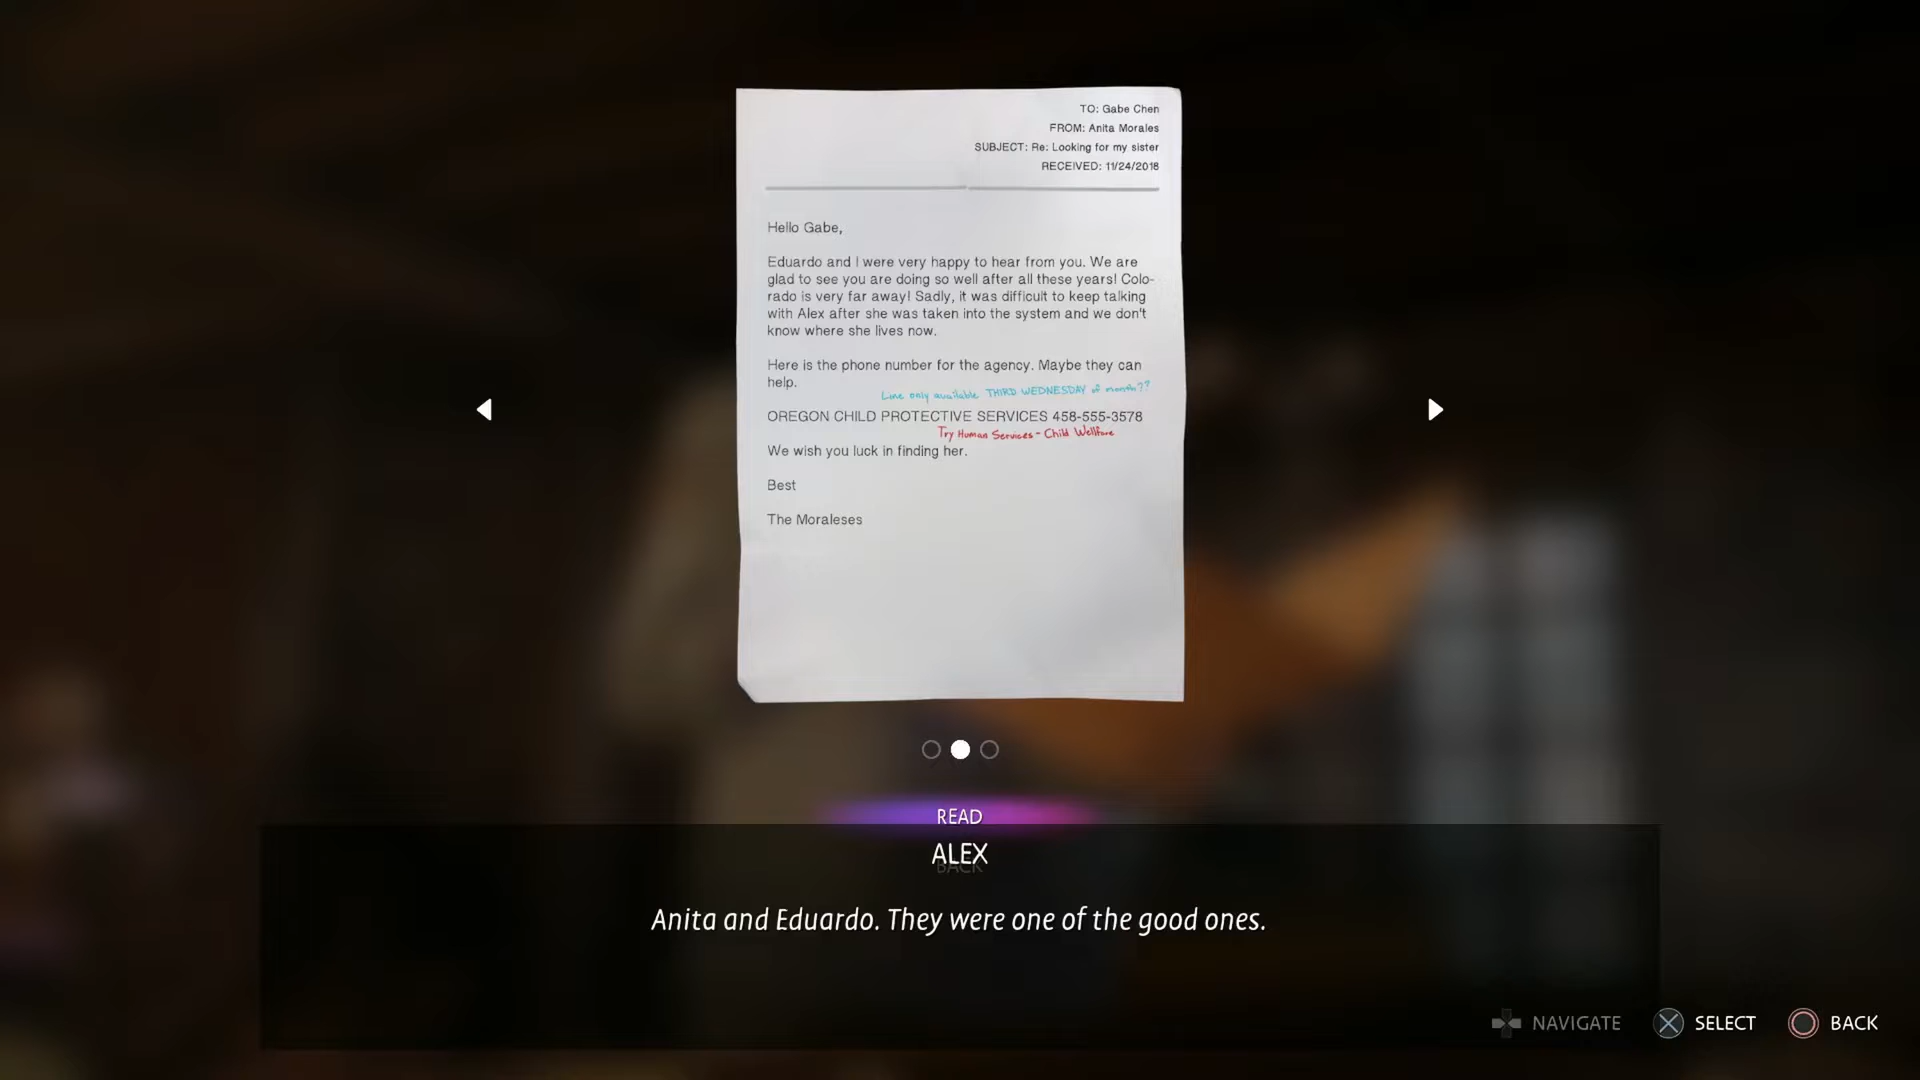 TO: Gabe Chen
FROM: Anita Morales
SUBJECT: Re: Looking for my sister
RECEIVED: 11/24/2018
Hello Gabe,
Eduardo and I were very happy to hear from you. We are
glad to see you are doing so well after all these years! Colo-
rado is very far away! Sadly, it was difficult to keep talking
with Alex after she was taken into the system and we don't
know where she lives now.
Here is the phone number for the agency. Maybe they can
help.
Line only available THIRD WEDNESDAY of month??
OREGON CHILD PROTECTIVE SERVICES 458-555-3578
Try Human Services - Child Wellfare
We wish you luck in finding her.
Best
The Moraleses
READ
ALEX
BACK
Anita and Eduardo. They were one of the good ones.
NAVIGATE
SELECT
BACK